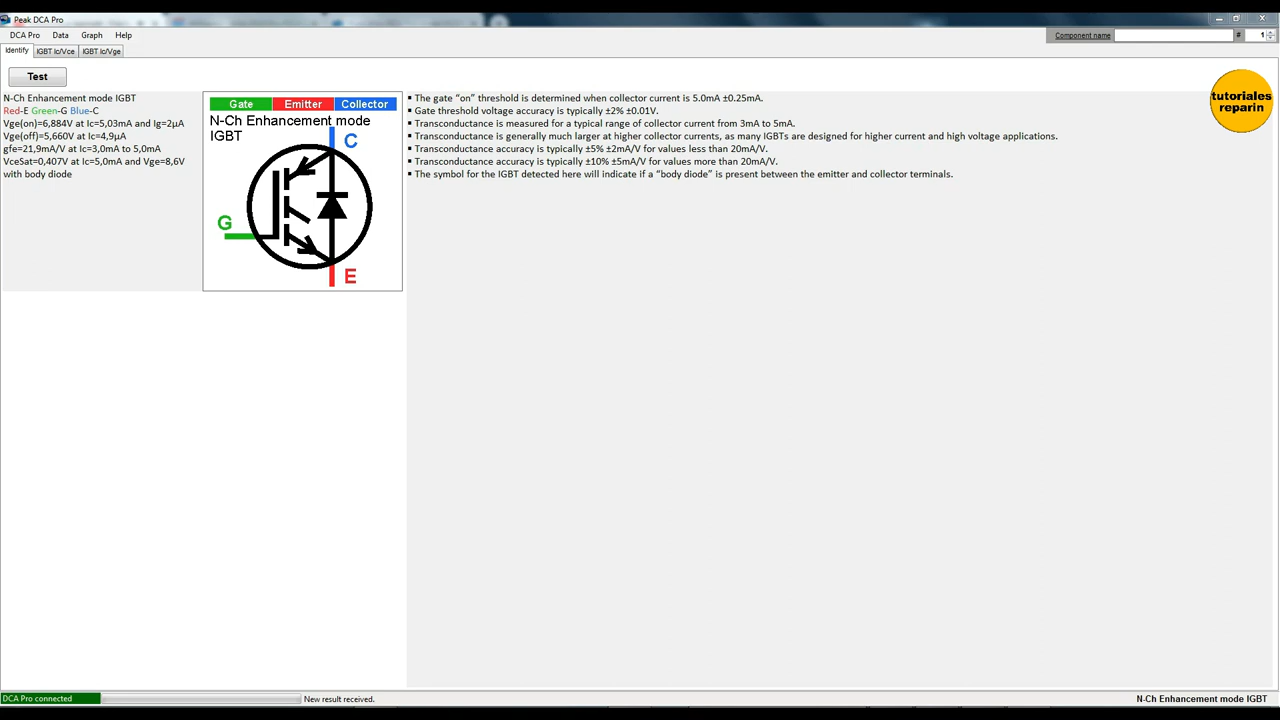 Peak DCA Pro
DCA Pro Data Graph Help
Component name # 1
Identify IGBT Ic/Vce IGBT Ic/Vge
Test
N-Ch Enhancement mode IGBT
Red-E Green-G Blue-C
Vge(on)=6,884V at Ic=5,03mA and Ig=2µA
Vge(off)=5,660V at Ic=4,9µA
gfe=21,9mA/V at Ic=3,0mA to 5,0mA
VceSat=0,407V at Ic=5,0mA and Vge=8,6V
with body diode
Gate Emitter Collector
N-Ch Enhancement mode
IGBT
C
G
E
▪ The gate “on” threshold is determined when collector current is 5.0mA ±0.25mA.
▪ Gate threshold voltage accuracy is typically ±2% ±0.01V.
▪ Transconductance is measured for a typical range of collector current from 3mA to 5mA.
▪ Transconductance is generally much larger at higher collector currents, as many IGBTs are designed for higher current and high voltage applications.
▪ Transconductance accuracy is typically ±5% ±2mA/V for values less than 20mA/V.
▪ Transconductance accuracy is typically ±10% ±5mA/V for values more than 20mA/V.
▪ The symbol for the IGBT detected here will indicate if a “body diode” is present between the emitter and collector terminals.
tutoriales
reparin
DCA Pro connected New result received. N-Ch Enhancement mode IGBT